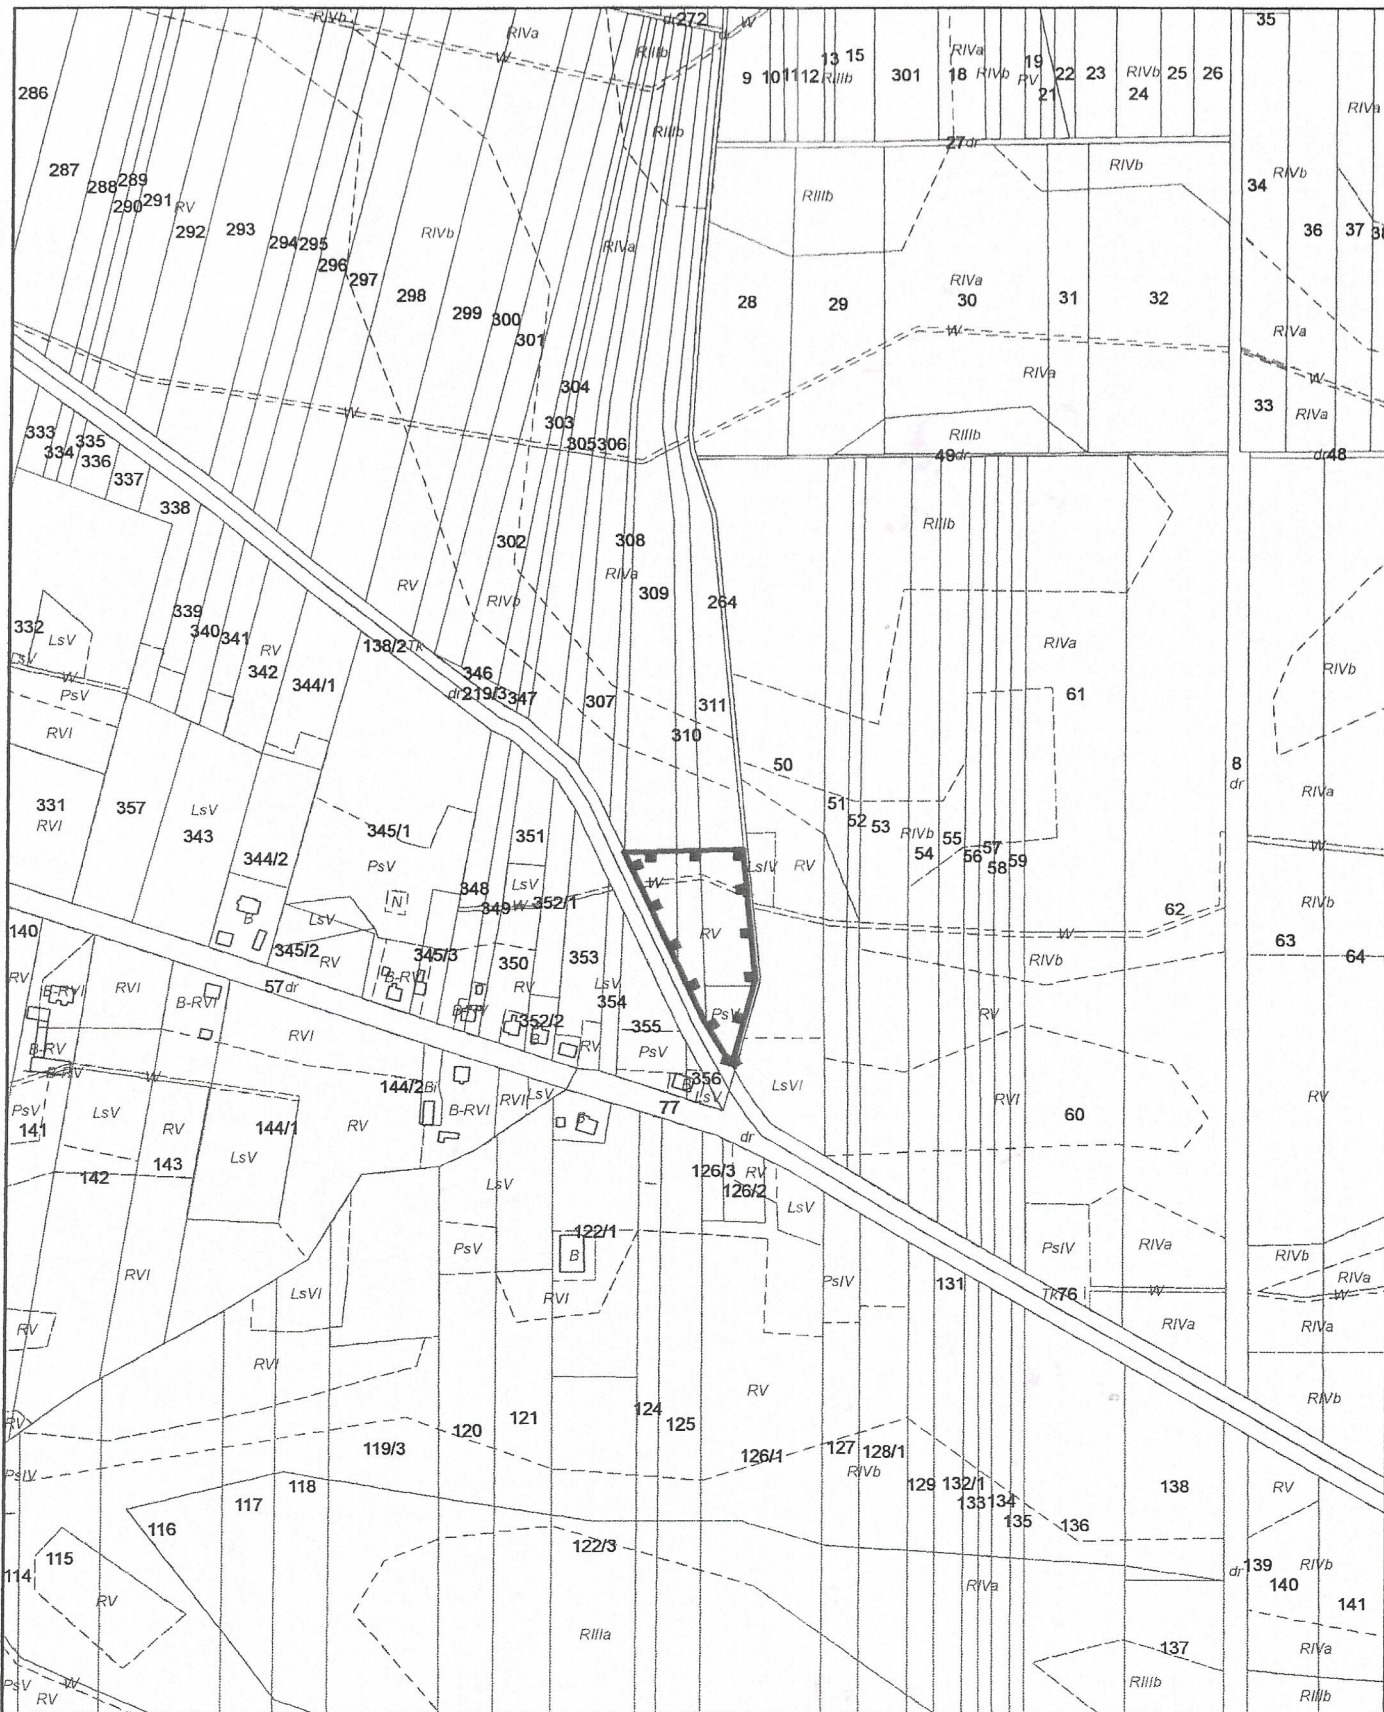 RIVb
dr 272
W
35
RIVa
W
RIIIb
dr
13 15
RIVa
19
9 10 11 12 RIIIb
301
18
RIVb
RV
22 23
RIVb
25 26
21
24
286
RIVa
RIIIb
27 dr
RIVb
287
288 289
290 291 RV
292
293
RIIIb
34
RIVb
36
37
38
RIVb
294 295
296
297
RIVa
298
RIVa
30
28
29
31
32
299
300
301
W
RIVa
RIVa
W
304
303
305 306
W
33
RIVa
333
334
335
336
337
338
RIIIb
49 dr
dr 48
RIIIb
302
308
RIVa
309
RV
RIVb
264
332
LsV
LsV
W
PsV
339
340
341
RV
342
344/1
138/2 Tk
346
dr 219/3 347
307
311
310
RIVa
61
RIVb
RVI
50
8
dr
331
RVI
357
LsV
343
345/1
PsV
351
51
52 53
RIVb
54
55
56 57
58 59
RIVa
W
344/2
LsIV
RV
348
349
LsV
W 352/1
W
N
B
LsV
62
RIVb
140
345/2
RV
345/3
350
RV
353
LsV
354
RV
W
63
64
RIVb
RV
B-RVI
RVI
B-RVI
57 dr
B-RVI
B-RV
352/2
B
RV
355
PsV
PsV
RV
RVI
B-RV
B-RV
W
356
B
LsV
LsVI
PsV
141
LsV
RV
144/1
LsV
RV
144/2
Bi
B-RVI
RVI
LsV
77
B
dr
RVI
60
RV
142
143
126/3
RV
126/2
LsV
LsV
PsV
122/1
B
RVI
RVI
LsVI
PsIV
131
PsIV
RIVa
Tk 76
W
RIVa
RIVb
RIVa
W
RIVa
RV
RVI
RV
RIVb
RV
124
125
119/3
120
121
126/1
127
RIVb
128/1
129
132/1
133
134
135
136
138
RV
PsIV
117
118
116
122/3
114
115
RV
RIVa
dr 139
140
RIVb
141
RIIIa
137
RIIIb
RIVa
RIIIb
PsV
RV
W